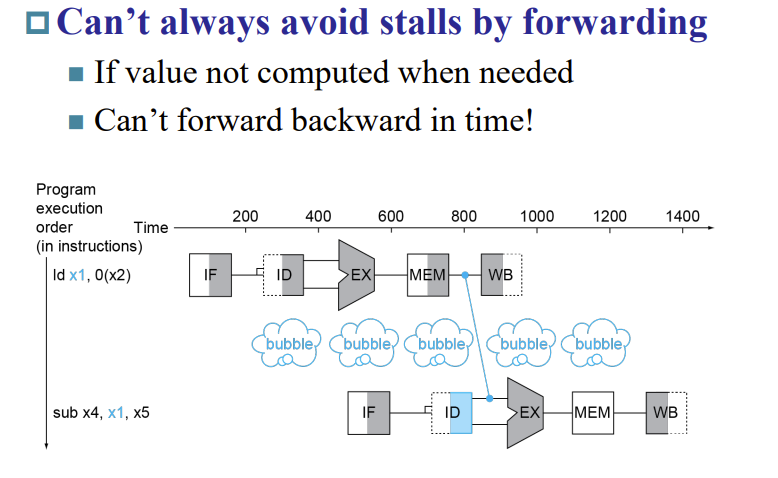 Can’t always avoid stalls by forwarding
If value not computed when needed
Can’t forward backward in time!
Program
execution
order
(in instructions)
Time
200 400 600 800 1000 1200 1400
ld x1, 0(x2)
IF ID EX MEM WB
bubble bubble bubble bubble bubble
sub x4, x1, x5
IF ID EX MEM WB